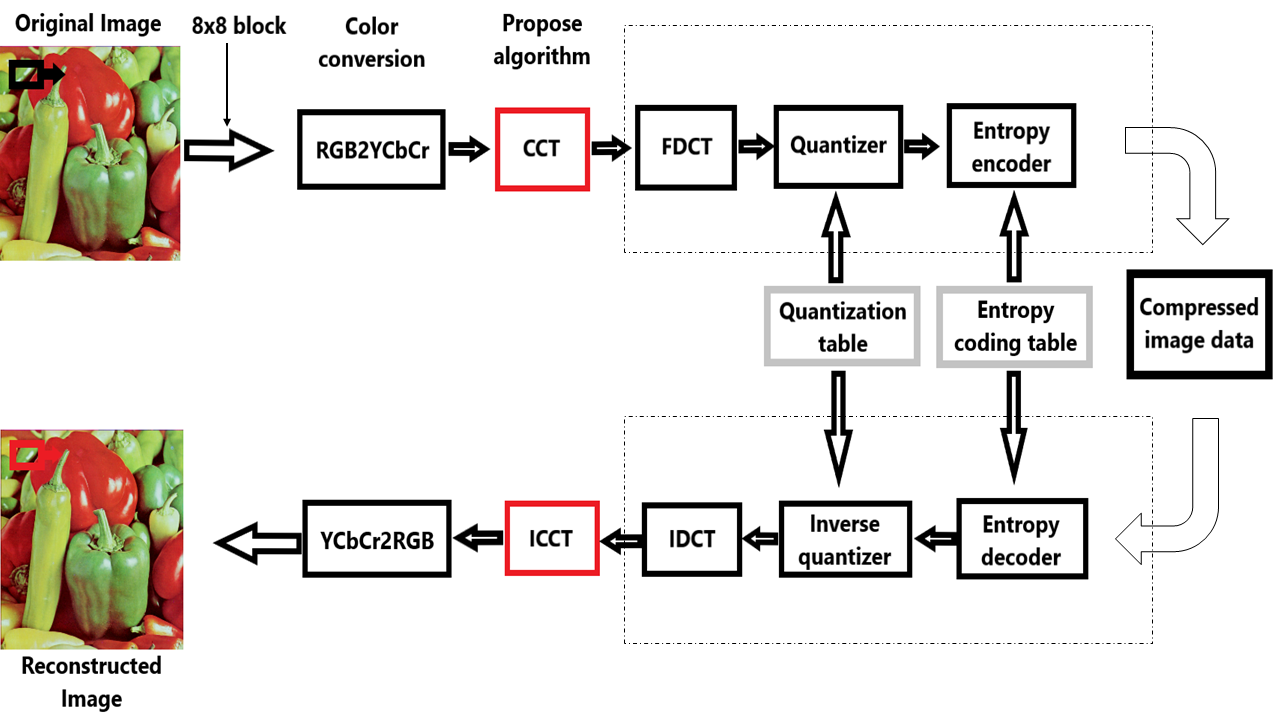 Original Image
8x8 block
Color
conversion
Propose
algorithm
RGB2YCbCr
CCT
FDCT
Quantizer
Entropy
encoder
Quantization
table
Entropy
coding table
Compressed
image data
YCbCr2RGB
ICCT
IDCT
Inverse
quantizer
Entropy
decoder
Reconstructed
Image